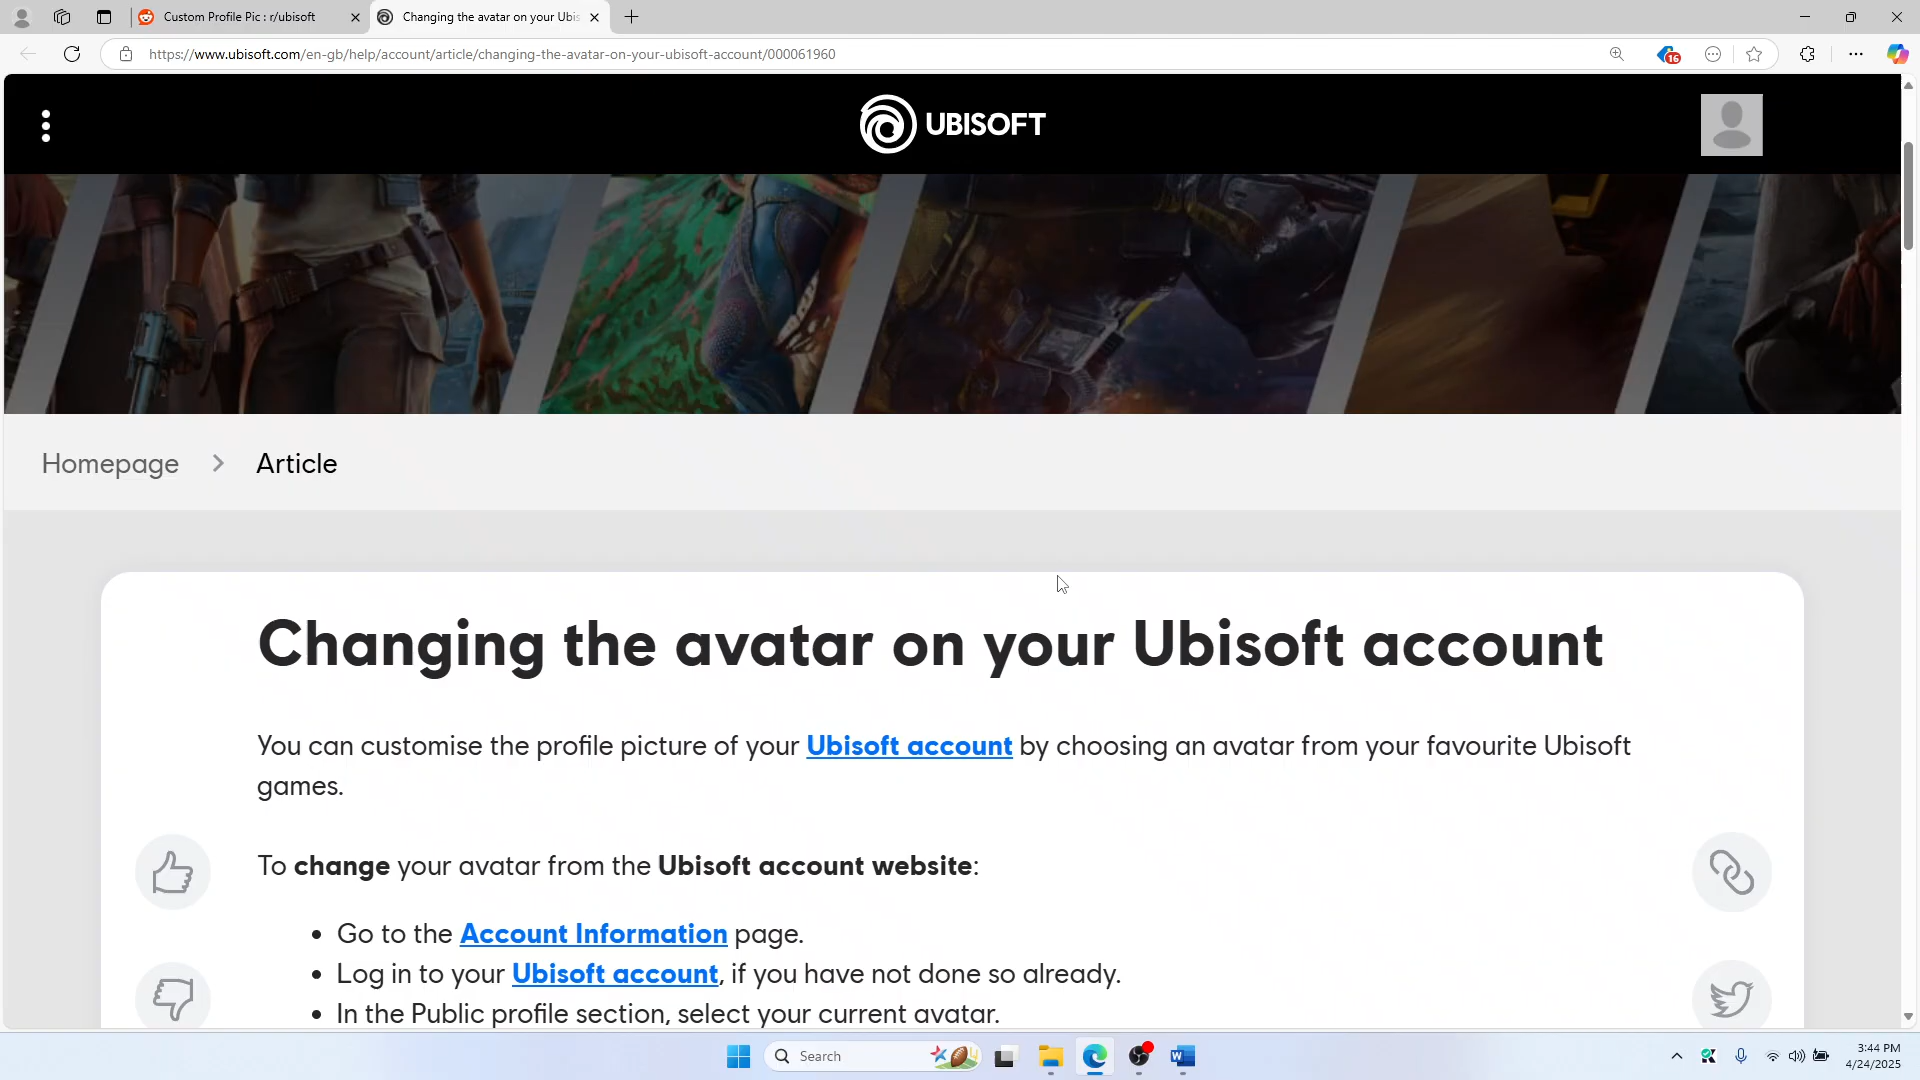 Custom Profile Pic : r/ubisoft
Changing the avatar on your Ubis
https://www.ubisoft.com/en-gb/help/account/article/changing-the-avatar-on-your-ubisoft-account/000061960
16
UBISOFT
Homepage > Article
Changing the avatar on your Ubisoft account
You can customise the profile picture of your Ubisoft account by choosing an avatar from your favourite Ubisoft
games.
To change your avatar from the Ubisoft account website:
• Go to the Account Information page.
• Log in to your Ubisoft account, if you have not done so already.
• In the Public profile section, select your current avatar.
Search
3:44 PM
4/24/2025